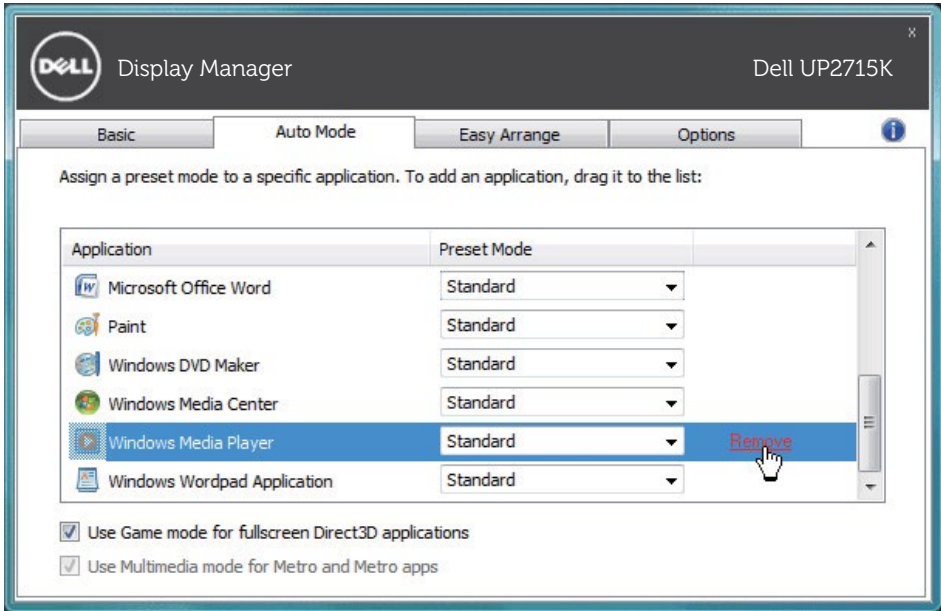 DELL Display Manager Dell UP2715K x
Basic Auto Mode Easy Arrange Options i
Assign a preset mode to a specific application. To add an application, drag it to the list:
Application Preset Mode
Microsoft Office Word Standard
Paint Standard
Windows DVD Maker Standard
Windows Media Center Standard
Windows Media Player Standard Remove
Windows Wordpad Application Standard
Use Game mode for fullscreen Direct3D applications
Use Multimedia mode for Metro and Metro apps